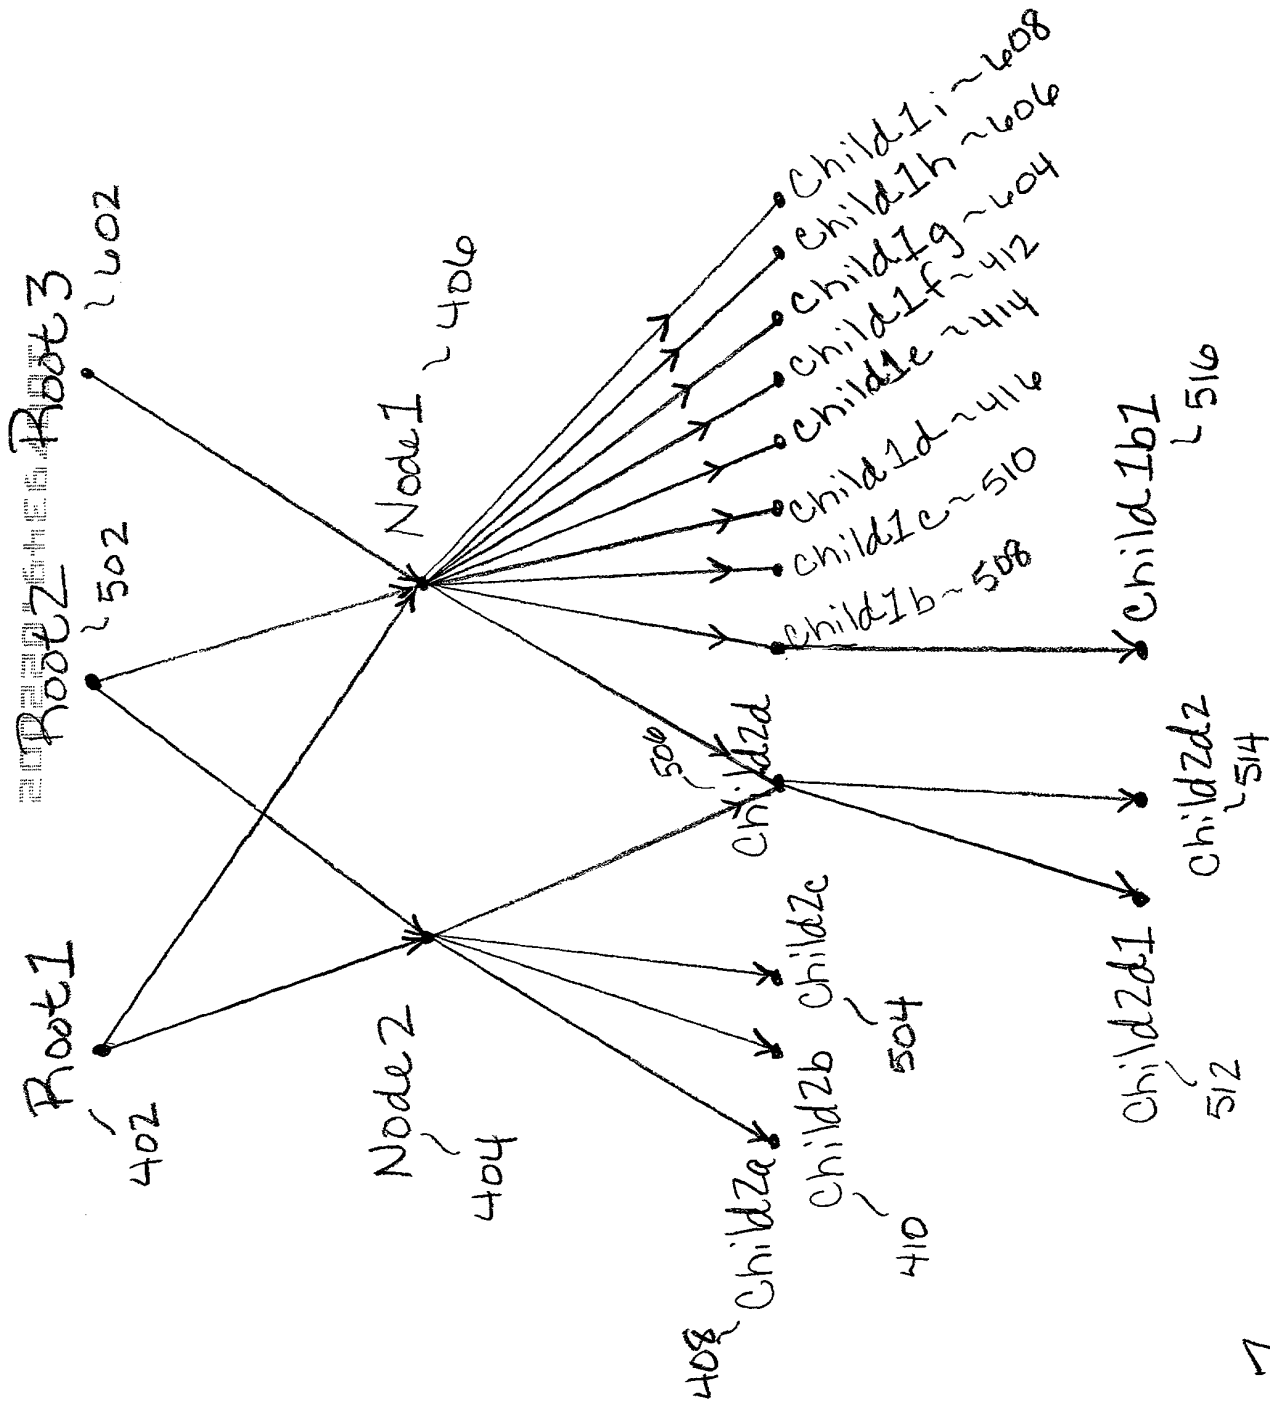 Root1
402
Root2
502
Root3
602
Node2
404
Node1
406
408
Child2a
Child2b
410
Child2c
504
506
Child2d
Child1b ~ 508
Child1c ~ 510
Child1d ~ 416
Child1e ~ 414
Child1f ~ 412
Child1g ~ 604
Child1h ~ 606
Child1i ~ 608
Child2d1
512
Child2d2
514
Child1b1
516